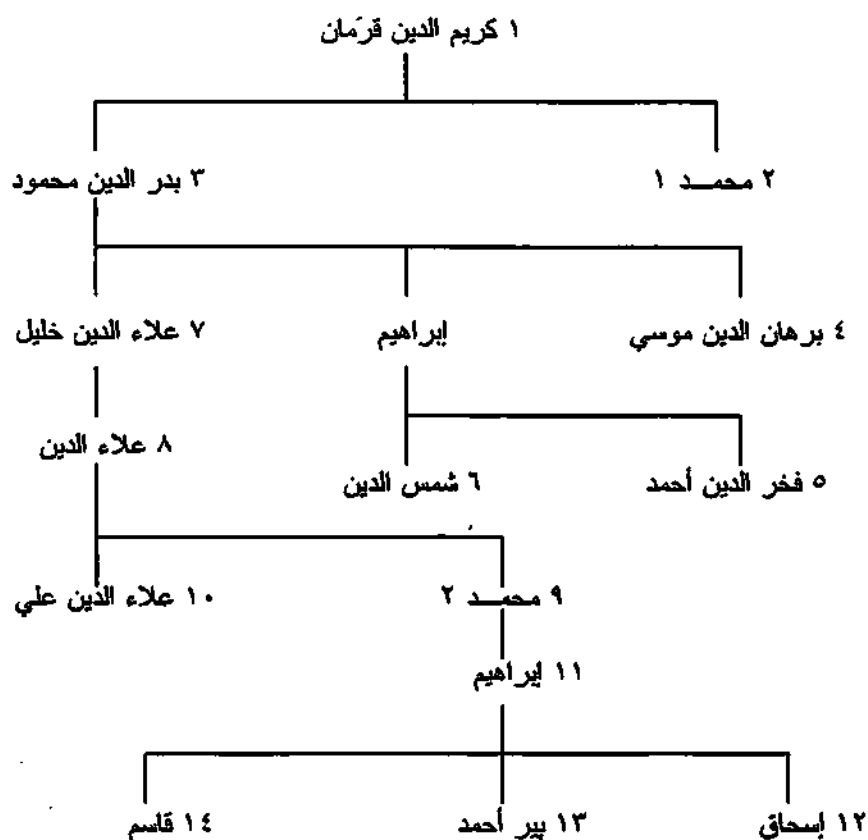 ١ كريم الدين قرَمان
٢ محمـــد ١
٣ بدر الدين محمود
٤ برهان الدين موسي
إبراهيم
٧ علاء الدين خليل
٨ علاء الدين
٥ فخر الدين أحمد
٦ شمس الدين
٩ محمـــد ٢
١٠ علاء الدين علي
١١ إبراهيم
١٢ إسحاق
١٣ بير أحمد
١٤ قاسم